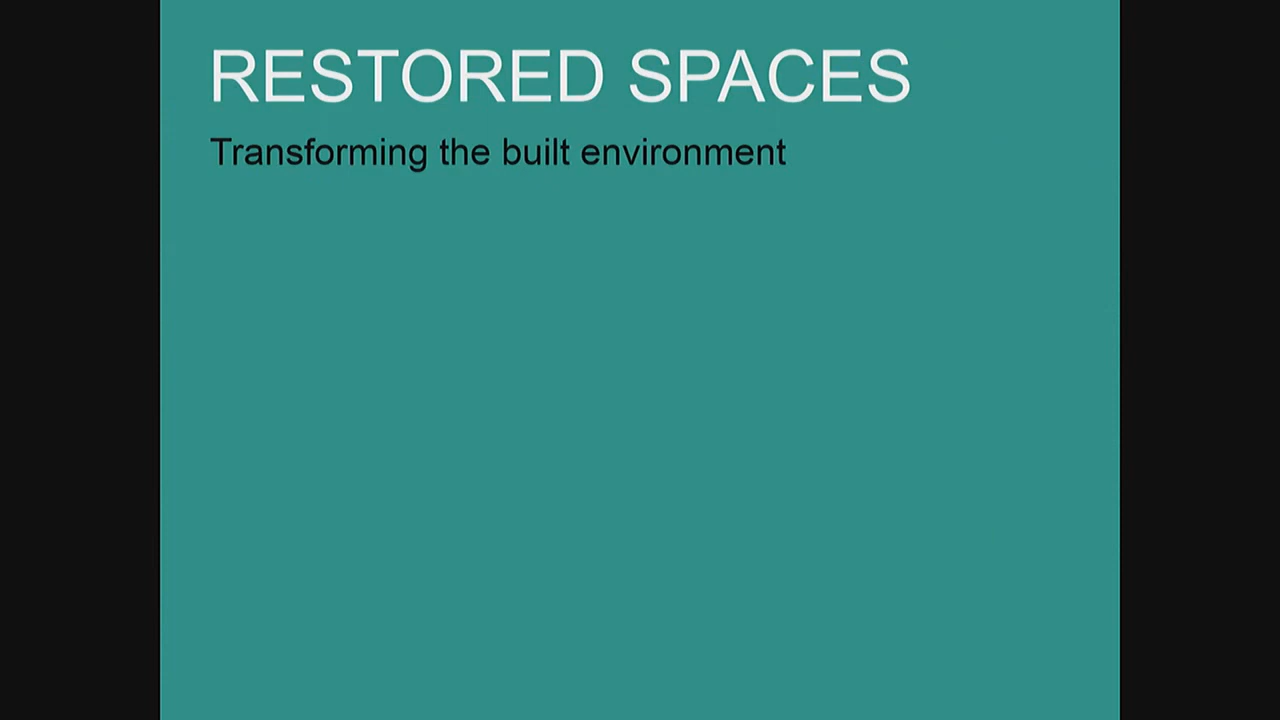 RESTORED SPACES
Transforming the built environment